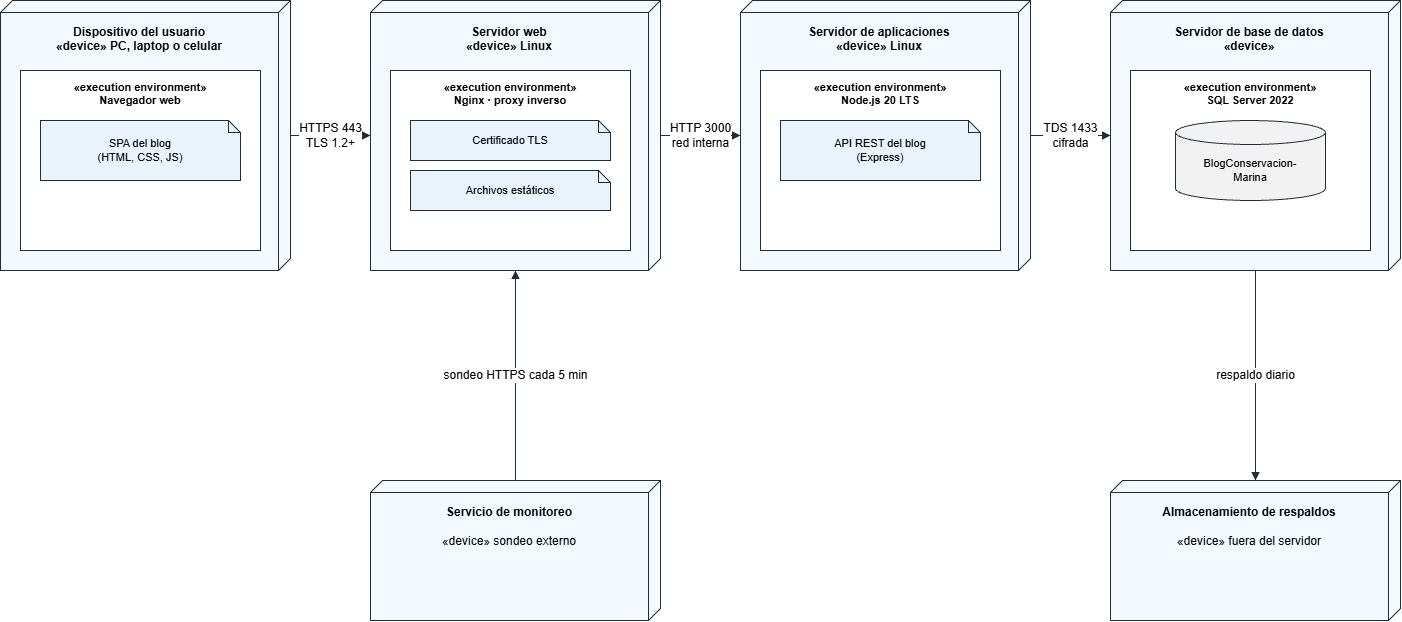 Dispositivo del usuario
«device» PC, laptop o celular
«execution environment»
Navegador web
SPA del blog
(HTML, CSS, JS)
HTTPS 443
TLS 1.2+
Servidor web
«device» Linux
«execution environment»
Nginx · proxy inverso
Certificado TLS
Archivos estáticos
HTTP 3000
red interna
Servidor de aplicaciones
«device» Linux
«execution environment»
Node.js 20 LTS
API REST del blog
(Express)
TDS 1433
cifrada
Servidor de base de datos
«device»
«execution environment»
SQL Server 2022
BlogConservacion-
Marina
sondeo HTTPS cada 5 min
respaldo diario
Servicio de monitoreo
«device» sondeo externo
Almacenamiento de respaldos
«device» fuera del servidor